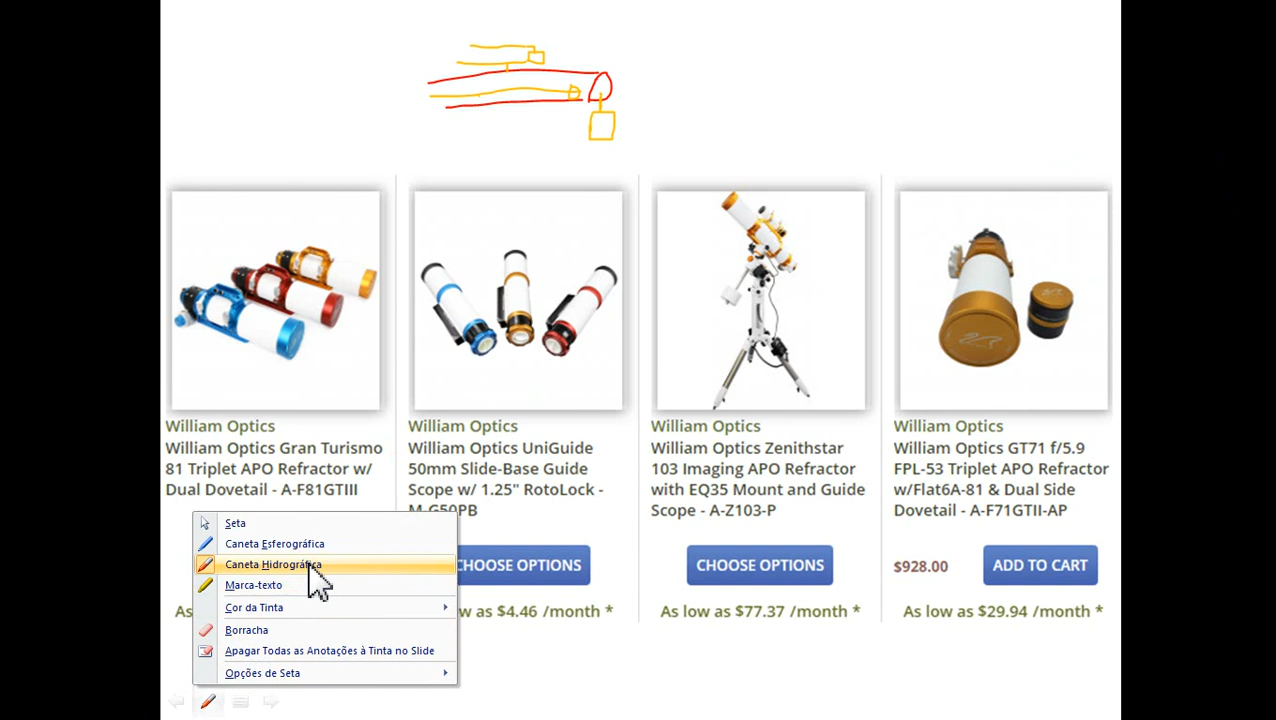 William Optics
William Optics Gran Turismo
81 Triplet APO Refractor w/
Dual Dovetail - A-F81GTIII
As
William Optics
William Optics UniGuide
50mm Slide-Base Guide
Scope w/ 1.25" RotoLock -
M-G50PB
CHOOSE OPTIONS
w as $4.46 /month *
William Optics
William Optics Zenithstar
103 Imaging APO Refractor
with EQ35 Mount and Guide
Scope - A-Z103-P
CHOOSE OPTIONS
As low as $77.37 /month *
William Optics
William Optics GT71 f/5.9
FPL-53 Triplet APO Refractor
w/Flat6A-81 & Dual Side
Dovetail - A-F71GTII-AP
$928.00 ADD TO CART
As low as $29.94 /month *
Seta
Caneta Esferográfica
Caneta Hidrográfica
Marca-texto
Cor da Tinta
Borracha
Apagar Todas as Anotações à Tinta no Slide
Opções de Seta